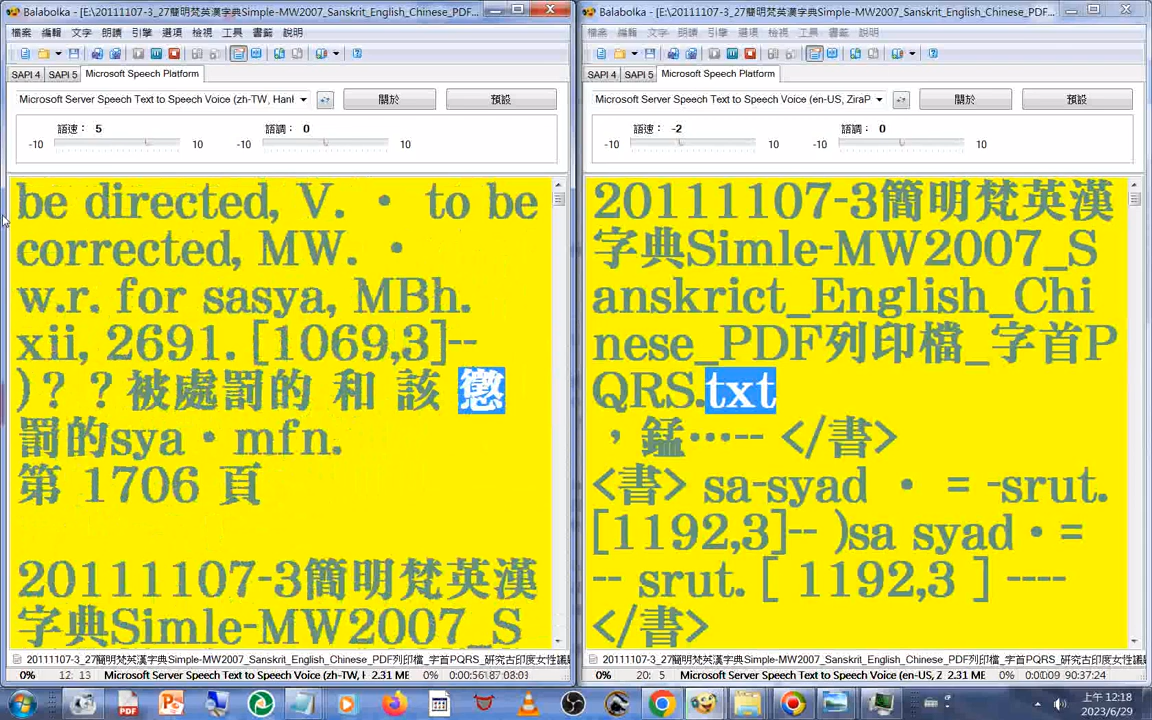 Balabolka - [E:\20111107-3_27簡明梵英漢字典Simple-MW2007_Sanskrit_English_Chinese_PDF...
檔案 編輯 文字 朗讀 引擎 選項 檢視 工具 書籤 說明
SAPI 4 SAPI 5 Microsoft Speech Platform
Microsoft Server Speech Text to Speech Voice (zh-TW, Hanl
關於 預設
語速： 5 語調： 0
-10 10 -10 10
be directed, V. • to be
corrected, MW. •
w.r. for sasya, MBh.
xii, 2691. [1069,3]--
)？？被處罰的 和 該 懲
罰的sya • mfn.
第 1706 頁
20111107-3簡明梵英漢
字典Simle-MW2007_S
20111107-3_27簡明梵英漢字典Simple-MW2007_Sanskrit_English_Chinese_PDF列印檔_字首PQRS_研究古印度女性議
0% 12: 13 Microsoft Server Speech Text to Speech Voice (zh-TW, H 2.31 ME 0%
Balabolka - [E:\20111107-3_27簡明梵英漢字典Simple-MW2007_Sanskrit_English_Chinese_PDF...
檔案 編輯 文字 朗讀 引擎 選項 檢視 工具 書籤 說明
SAPI 4 SAPI 5 Microsoft Speech Platform
Microsoft Server Speech Text to Speech Voice (en-US, ZiraP
關於 預設
語速： -2 語調： 0
-10 10 -10 10
20111107-3簡明梵英漢
字典Simle-MW2007_S
anskrict_English_Chi
nese_PDF列印檔_字首P
QRS.txt
，錳…-- </書>
<書> sa-syad • = -srut.
[1192,3]-- )sa syad • =
-- srut. [ 1192,3 ] ----
</書>
20111107-3_27簡明梵英漢字典Simple-MW2007_Sanskrit_English_Chinese_PDF列印檔_字首PQRS_研究古印度女性議
0% 20: 5 Microsoft Server Speech Text to Speech Voice (en-US, Z 2.31 ME 0% 90:37:24
上午 12:18
2023/6/29